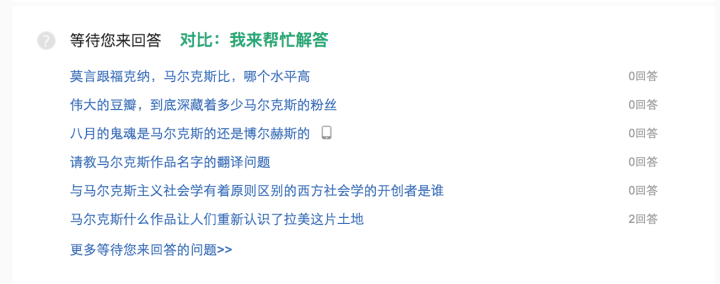 ? 等待您来回答 对比：我来帮忙解答
莫言跟福克纳，马尔克斯比，哪个水平高 0回答
伟大的豆瓣，到底深藏着多少马尔克斯的粉丝 0回答
八月的鬼魂是马尔克斯的还是博尔赫斯的 0回答
请教马尔克斯作品名字的翻译问题 0回答
与马尔克斯主义社会学有着原则区别的西方社会学的开创者是谁 0回答
马尔克斯什么作品让人们重新认识了拉美这片土地 2回答
更多等待您来回答的问题>>